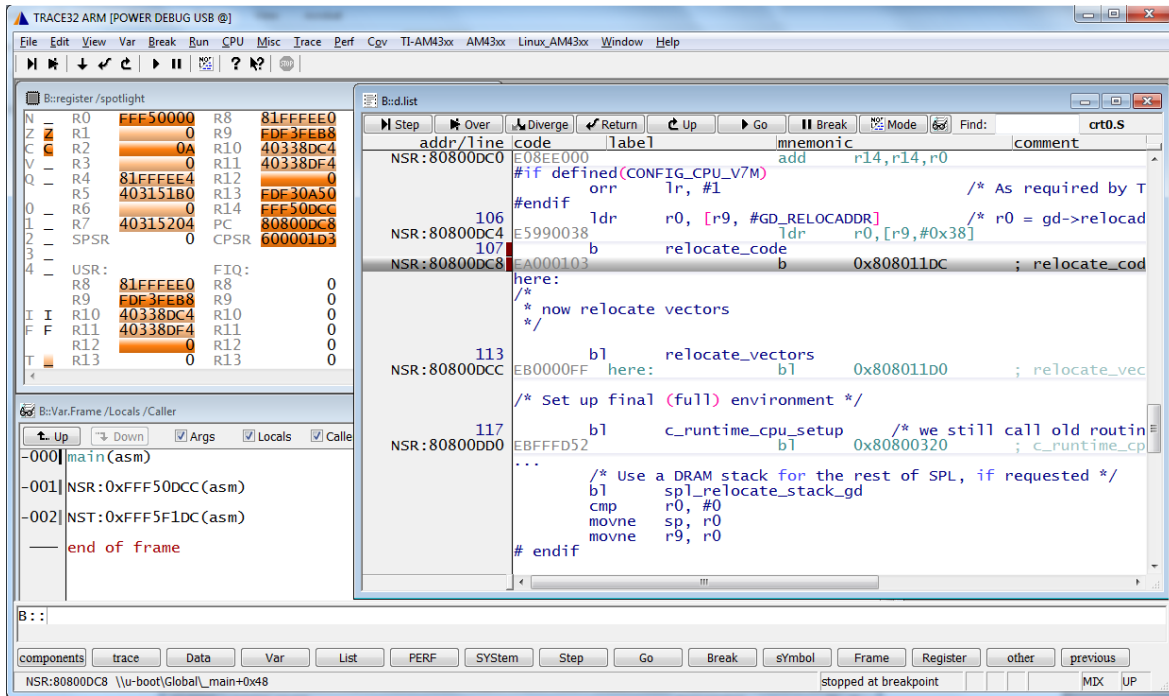 TRACE32 ARM [POWER DEBUG USB @]
File Edit View Var Break Run CPU Misc Trace Perf Cov TI-AM43xx AM43xx Linux_AM43xx Window Help
B::register /spotlight
N _ R0 FFF50000 R8 81FFFEE0
Z Z R1 0 R9 FDF3FEB8
C C R2 0A R10 40338DC4
V _ R3 0 R11 40338DF4
Q _ R4 81FFFEE4 R12 0
R5 403151B0 R13 FDF30A50
0 _ R6 0 R14 FFF50DCC
1 _ R7 40315204 PC 80800DC8
2 _ SPSR 0 CPSR 600001D3
3 _
4 _ USR: FIQ:
R8 81FFFEE0 R8 0
R9 FDF3FEB8 R9 0
I I R10 40338DC4 R10 0
F F R11 40338DF4 R11 0
R12 0 R12 0
T _ R13 0 R13 0
B::Var.Frame /Locals /Caller
Up Down Args Locals Calle
-000 main(asm)
-001 NSR:0xFFF50DCC(asm)
-002 NST:0xFFF5F1DC(asm)
end of frame
B::d.list
Step Over Diverge Return Up Go Break Mode Find: crt0.S
addr/line code label mnemonic comment
NSR:80800DC0 E08EE000 add r14,r14,r0
#if defined(CONFIG_CPU_V7M)
orr lr, #1 /* As required by T
#endif
106 ldr r0, [r9, #GD_RELOCADDR] /* r0 = gd->relocad
NSR:80800DC4 E5990038 ldr r0,[r9,#0x38]
107 b relocate_code
NSR:80800DC8 EA000103 b 0x808011DC ; relocate_cod
here:
/*
* now relocate vectors
*/
113 bl relocate_vectors
NSR:80800DCC EB0000FF here: bl 0x808011D0 ; relocate_vec
/* Set up final (full) environment */
117 bl c_runtime_cpu_setup /* we still call old routin
NSR:80800DD0 EBFFFD52 bl 0x80800320 ; c_runtime_cp
...
/* Use a DRAM stack for the rest of SPL, if requested */
bl spl_relocate_stack_gd
cmp r0, #0
movne sp, r0
movne r9, r0
# endif
B::
components trace Data Var List PERF SYStem Step Go Break sYmbol Frame Register other previous
NSR:80800DC8 \\u-boot\Global\_main+0x48 stopped at breakpoint MIX UP